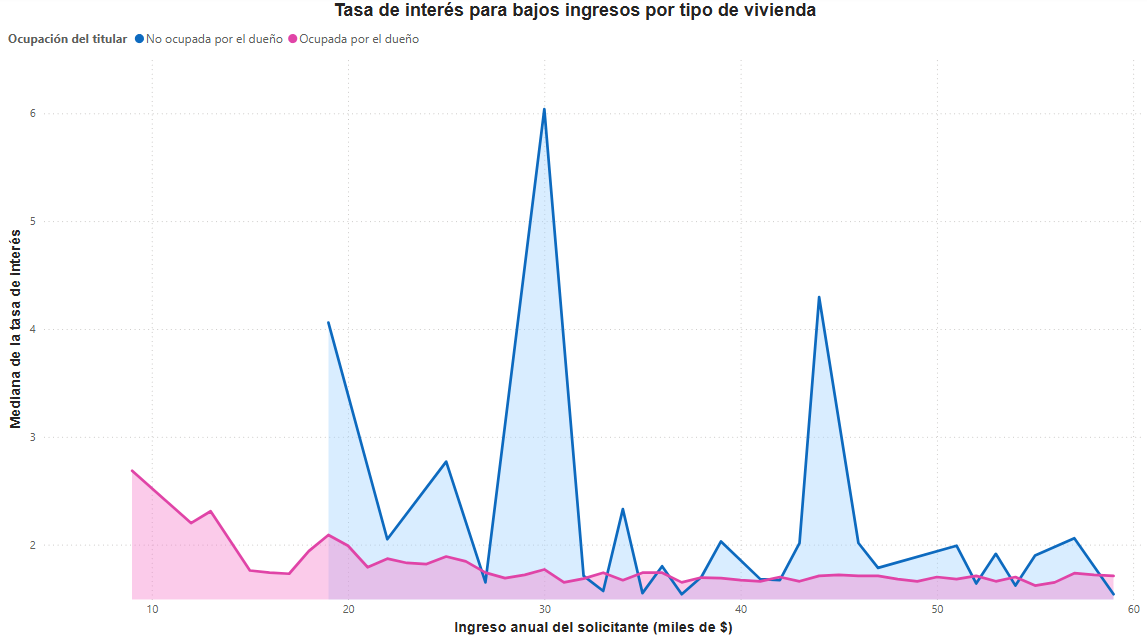 Tasa de interés para bajos ingresos por tipo de vivienda
Ocupación del titular No ocupada por el dueño Ocupada por el dueño
Mediana de la tasa de interés
6
5
4
3
2
10 20 30 40 50 60
Ingreso anual del solicitante (miles de $)